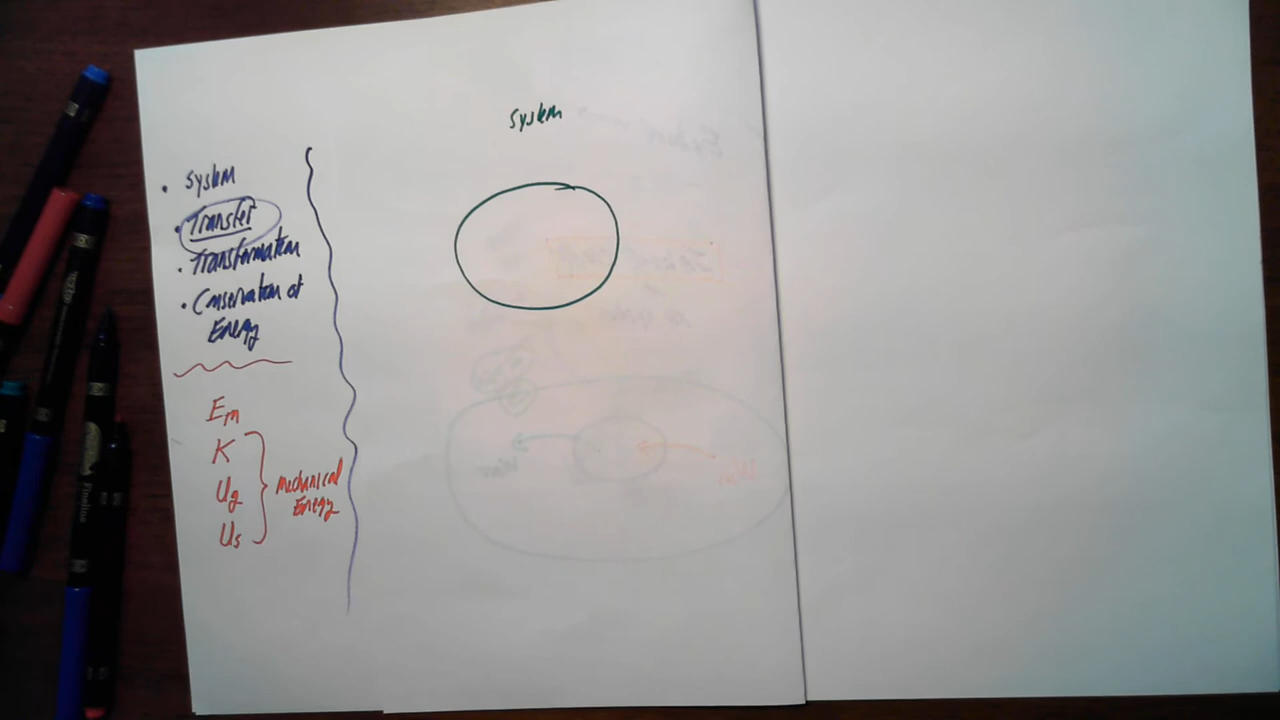 System
• System
• Transfer
• Transformation
• Conservation of
Energy
Em
K
Ug
Us
Mechanical
Energy